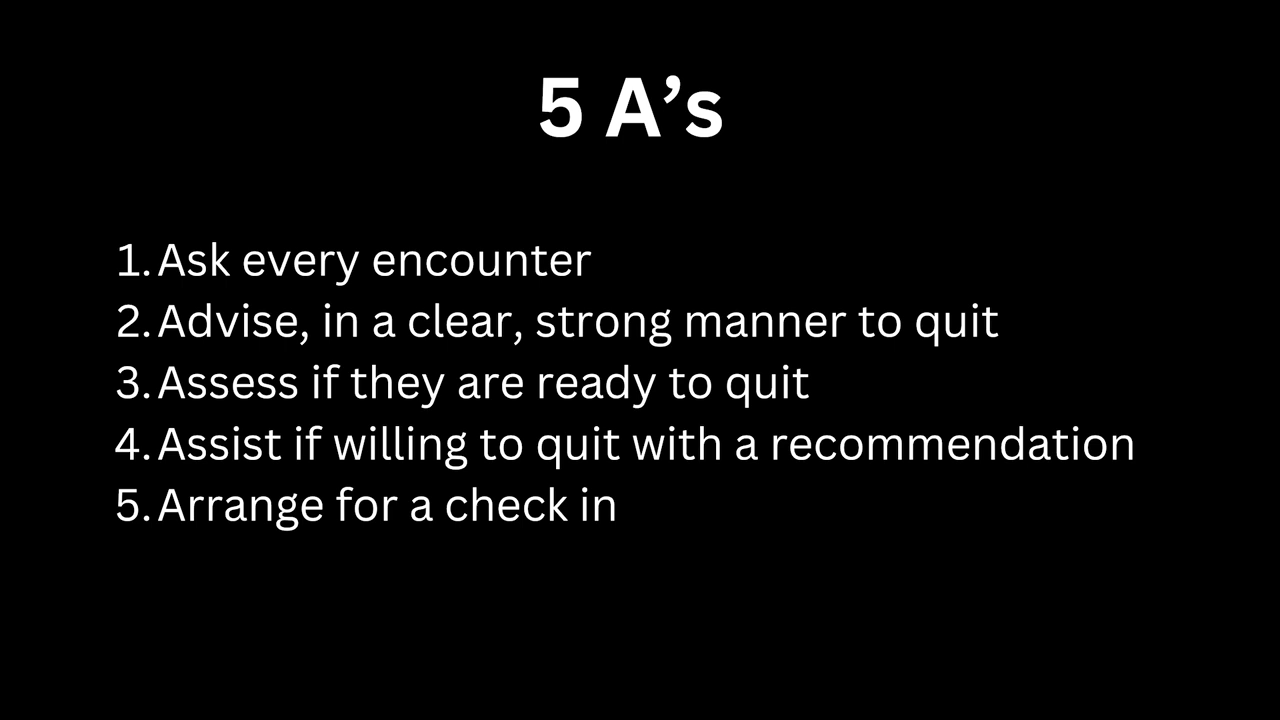 5 A’s
1. Ask every encounter
2. Advise, in a clear, strong manner to quit
3. Assess if they are ready to quit
4. Assist if willing to quit with a recommendation
5. Arrange for a check in